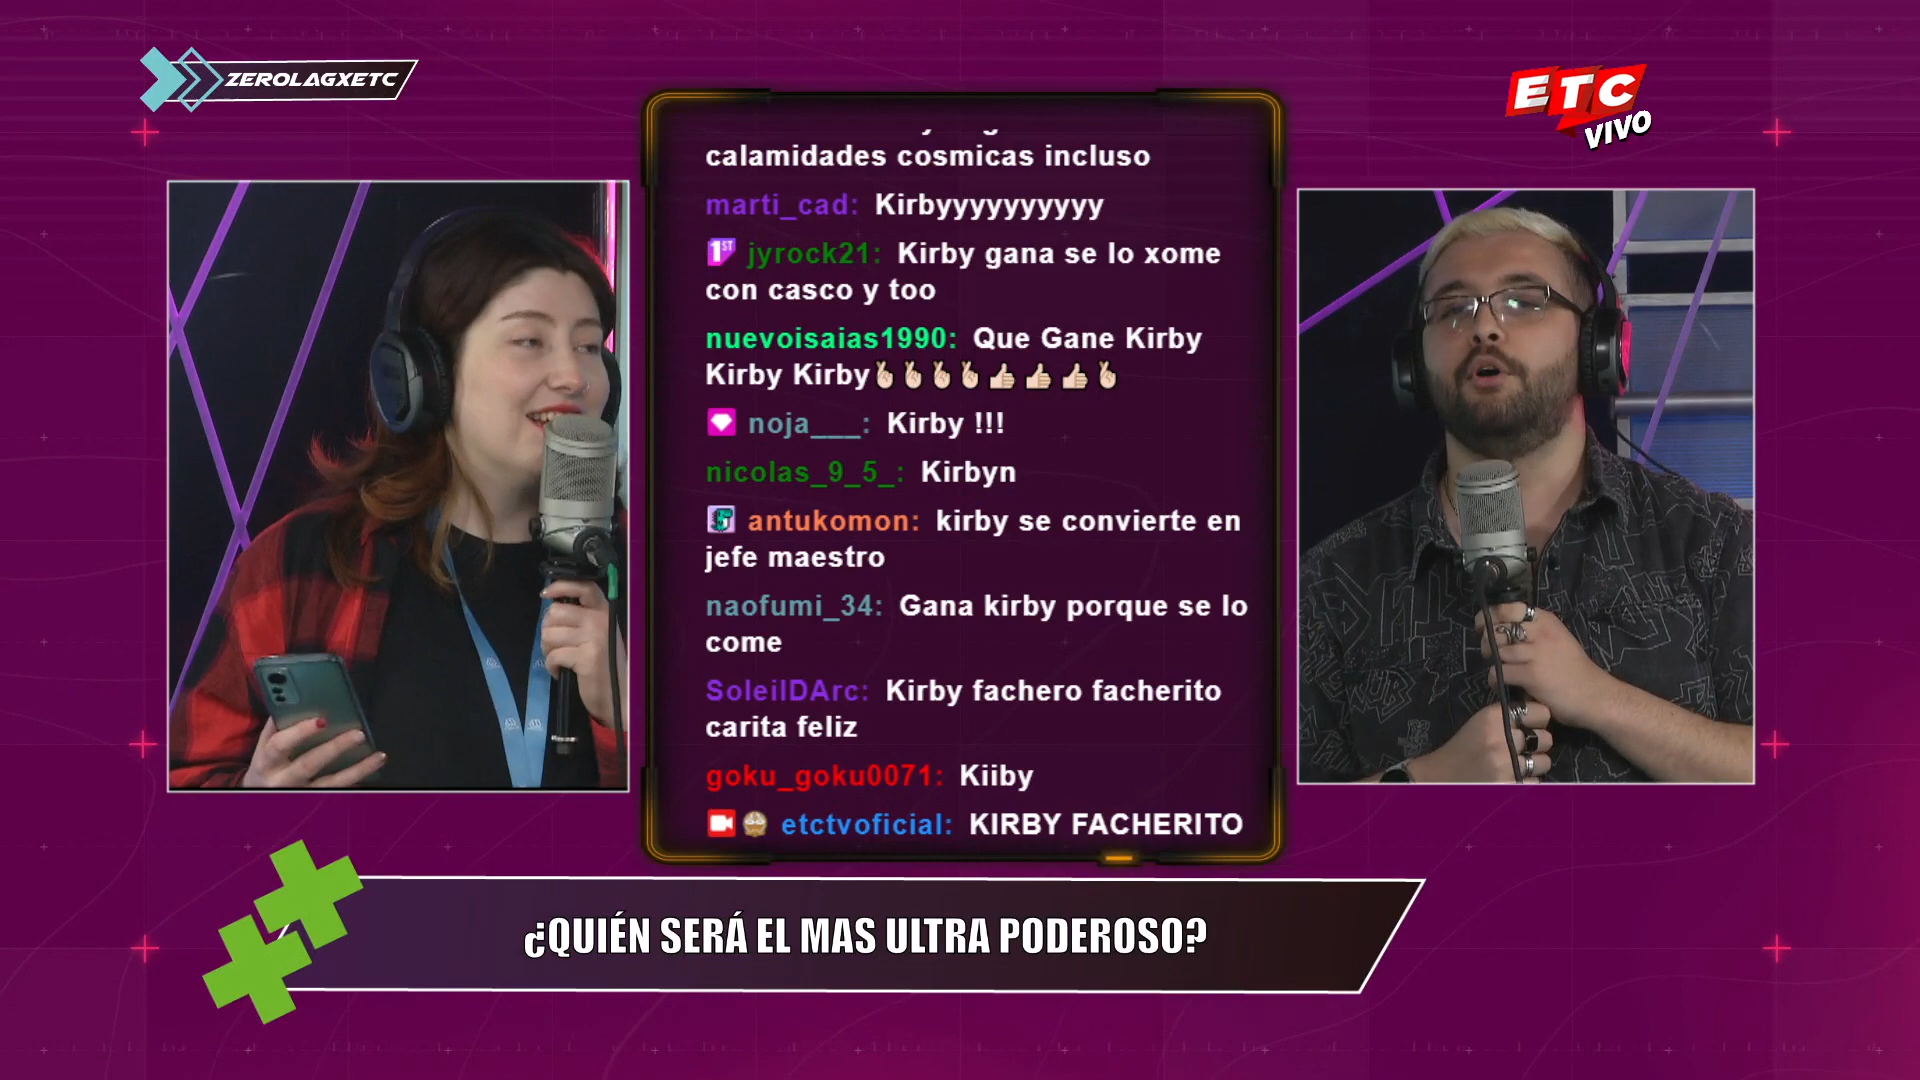 ZEROLAGXETC
ETC
VIVO
calamidades cosmicas incluso
marti_cad: Kirbyyyyyyyyyy
1ST jyrock21: Kirby gana se lo xome
con casco y too
nuevoisaias1990: Que Gane Kirby
Kirby Kirby🤞🏻🤞🏻🤞🏻🤞🏻👍🏻👍🏻👍🏻🤞🏻
noja___: Kirby !!!
nicolas_9_5_: Kirbyn
antukomon: kirby se convierte en
jefe maestro
naofumi_34: Gana kirby porque se lo
come
SoleilDArc: Kirby fachero facherito
carita feliz
goku_goku0071: Kiiby
etctvoficial: KIRBY FACHERITO
¿QUIÉN SERÁ EL MAS ULTRA PODEROSO?